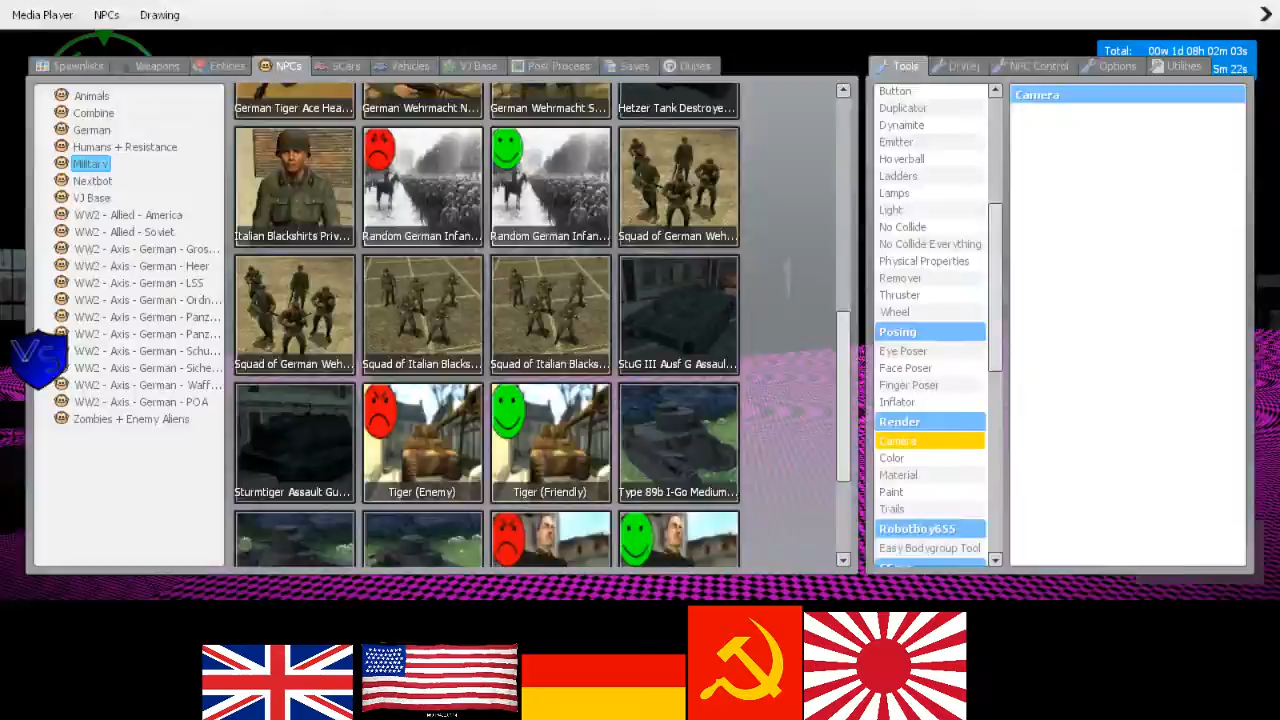 Media Player NPCs Drawing
Total: 00w 1d 08h 02m 03s
5m 22s
Spawnlists Weapons Entities NPCs SCars Vehicles VJ Base Post Process Saves Dupes
Tools NPC Control Options Utilities
Animals
Combine
German
Humans + Resistance
Military
Nextbot
VJ Base
WW2 - Allied - America
WW2 - Allied - Soviet
WW2 - Axis - German - Gros...
WW2 - Axis - German - Heer
WW2 - Axis - German - LSS
WW2 - Axis - German - Ordn...
WW2 - Axis - German - Panz...
WW2 - Axis - German - Panz...
WW2 - Axis - German - Schu...
WW2 - Axis - German - Siche...
WW2 - Axis - German - Waff...
WW2 - Axis - German - POA
Zombies + Enemy Aliens
VS
German Tiger Ace Hea... German Wehrmacht N... German Wehrmacht S... Hetzer Tank Destroye...
Italian Blackshirts Priv... Random German Infan... Random German Infan... Squad of German Weh...
Squad of German Weh... Squad of Italian Blacks... Squad of Italian Blacks... StuG III Ausf G Assaul...
Sturmtiger Assault Gu... Tiger (Enemy) Tiger (Friendly) Type 89b I-Go Medium...
Button
Duplicator
Dynamite
Emitter
Hoverball
Ladders
Lamps
Light
No Collide
No Collide Everything
Physical Properties
Remover
Thruster
Wheel
Posing
Eye Poser
Face Poser
Finger Poser
Inflator
Render
Camera
Color
Material
Paint
Trails
Robotboy655
Easy Bodygroup Tool
Camera